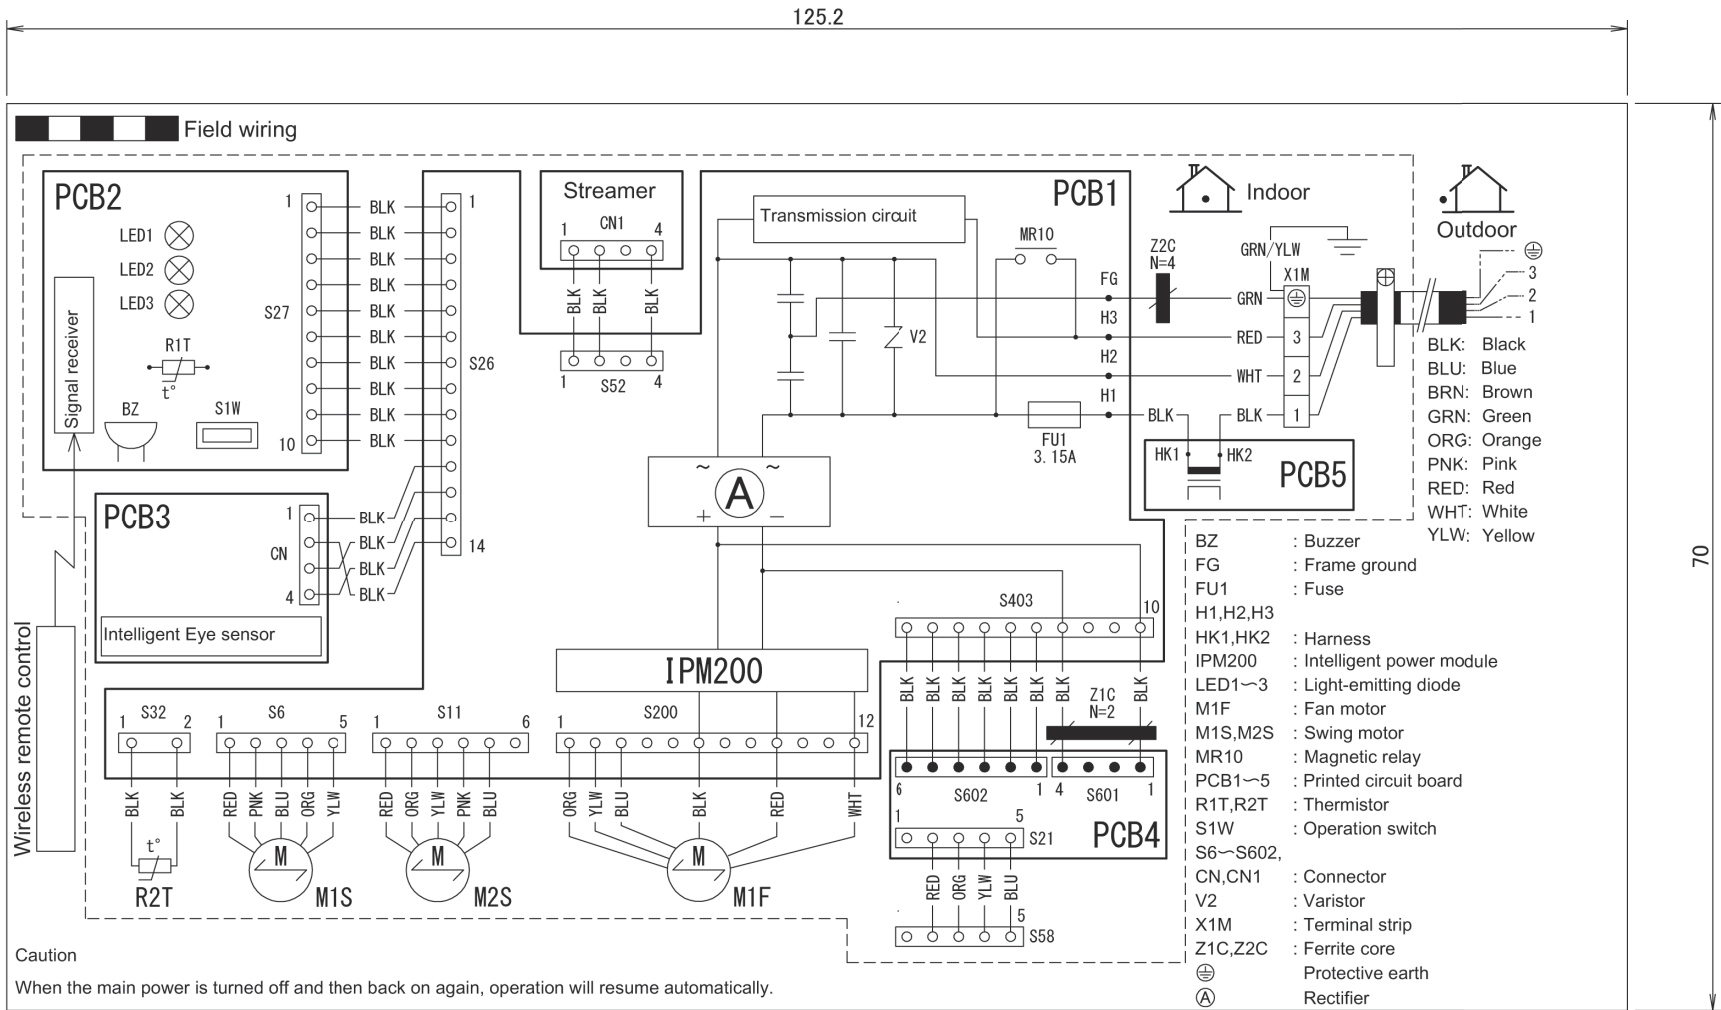 125.2
70
Field wiring
PCB2
LED1
LED2
LED3
Signal receiver
R1T
t°
BZ
S1W
1
S27
10
BLK
BLK
BLK
BLK
BLK
BLK
BLK
BLK
BLK
BLK
1
S26
14
PCB3
1
CN
4
BLK
BLK
BLK
BLK
Intelligent Eye sensor
Wireless remote control
Streamer
CN1
1 4
BLK BLK BLK
1 S52 4
PCB1
Transmission circuit
MR10
V2
FG
H3
H2
H1
FU1
3.15A
Z2C
N=4
Indoor
Outdoor
GRN/YLW
X1M
GRN
RED 3
WHT 2
BLK BLK 1
3
2
1
HK1 HK2
PCB5
BLK: Black
BLU: Blue
BRN: Brown
GRN: Green
ORG: Orange
PNK: Pink
RED: Red
WHT: White
YLW: Yellow
~ ~
A
+ −
IPM200
S403 10
BLK BLK BLK BLK BLK BLK BLK BLK
Z1C
N=2
6 S602 1 4 S601 1
1 5
S21
PCB4
RED ORG YLW BLU
5
S58
1 S32 2
BLK BLK
t°
R2T
1 S6 5
RED PNK BLU ORG YLW
M
M1S
1 S11 6
RED ORG YLW PNK BLU
M
M2S
1 S200 12
ORG YLW BLU BLK RED WHT
M
M1F
BZ : Buzzer
FG : Frame ground
FU1 : Fuse
H1,H2,H3
HK1,HK2 : Harness
IPM200 : Intelligent power module
LED1~3 : Light-emitting diode
M1F : Fan motor
M1S,M2S : Swing motor
MR10 : Magnetic relay
PCB1~5 : Printed circuit board
R1T,R2T : Thermistor
S1W : Operation switch
S6~S602,
CN,CN1 : Connector
V2 : Varistor
X1M : Terminal strip
Z1C,Z2C : Ferrite core
Protective earth
A Rectifier
Caution
When the main power is turned off and then back on again, operation will resume automatically.